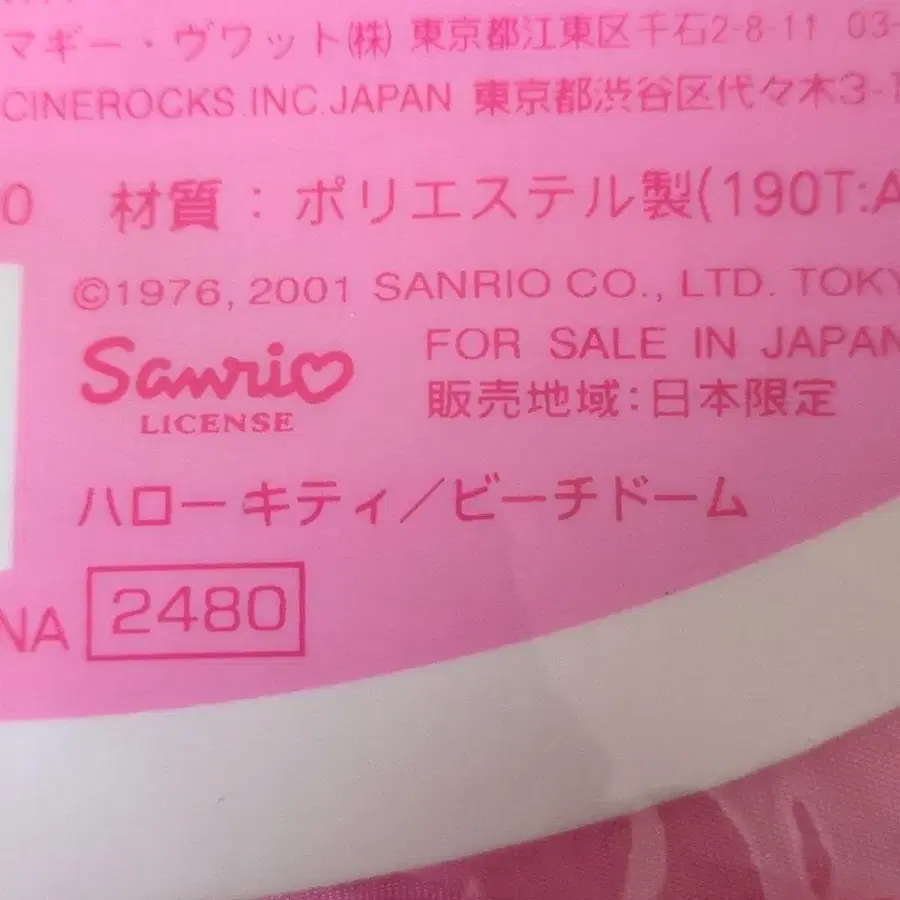 マギー・ヴワット㈱ 東京都江東区千石2-8-11 03-
CINEROCKS.INC.JAPAN 東京都渋谷区代々木3-
0 材質：ポリエステル製(190T:A
©1976, 2001 SANRIO CO., LTD. TOKY
Sanrio
LICENSE
FOR SALE IN JAPAN
販売地域：日本限定
ハローキティ／ビーチドーム
NA 2480